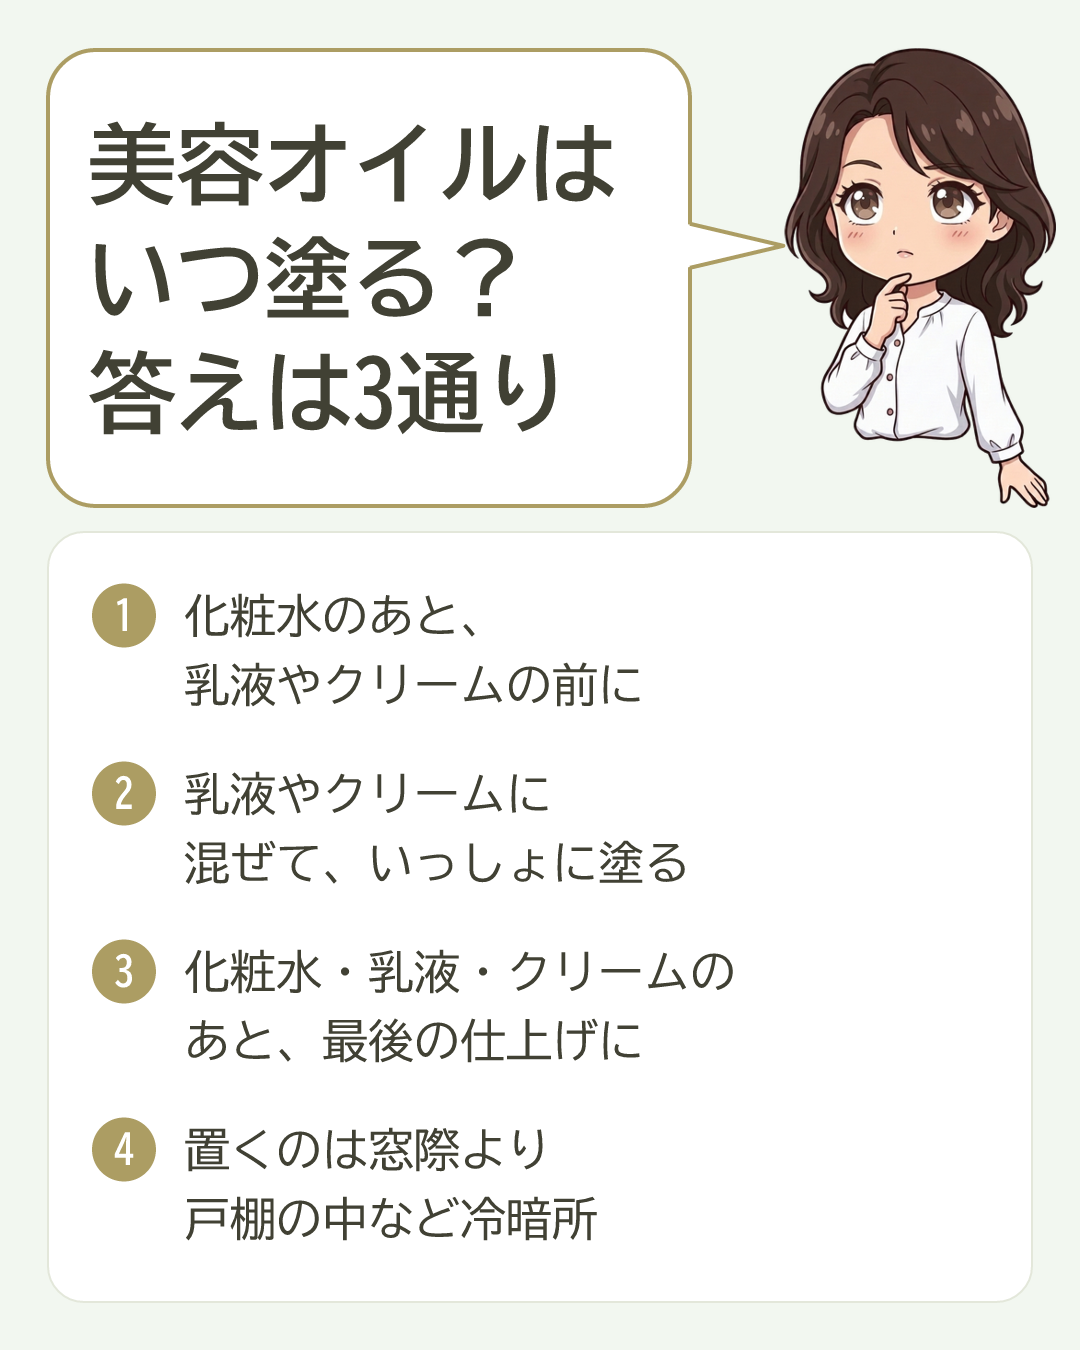 美容オイルは
いつ塗る？
答えは3通り
1 化粧水のあと、
乳液やクリームの前に
2 乳液やクリームに
混ぜて、いっしょに塗る
3 化粧水・乳液・クリームの
あと、最後の仕上げに
4 置くのは窓際より
戸棚の中など冷暗所